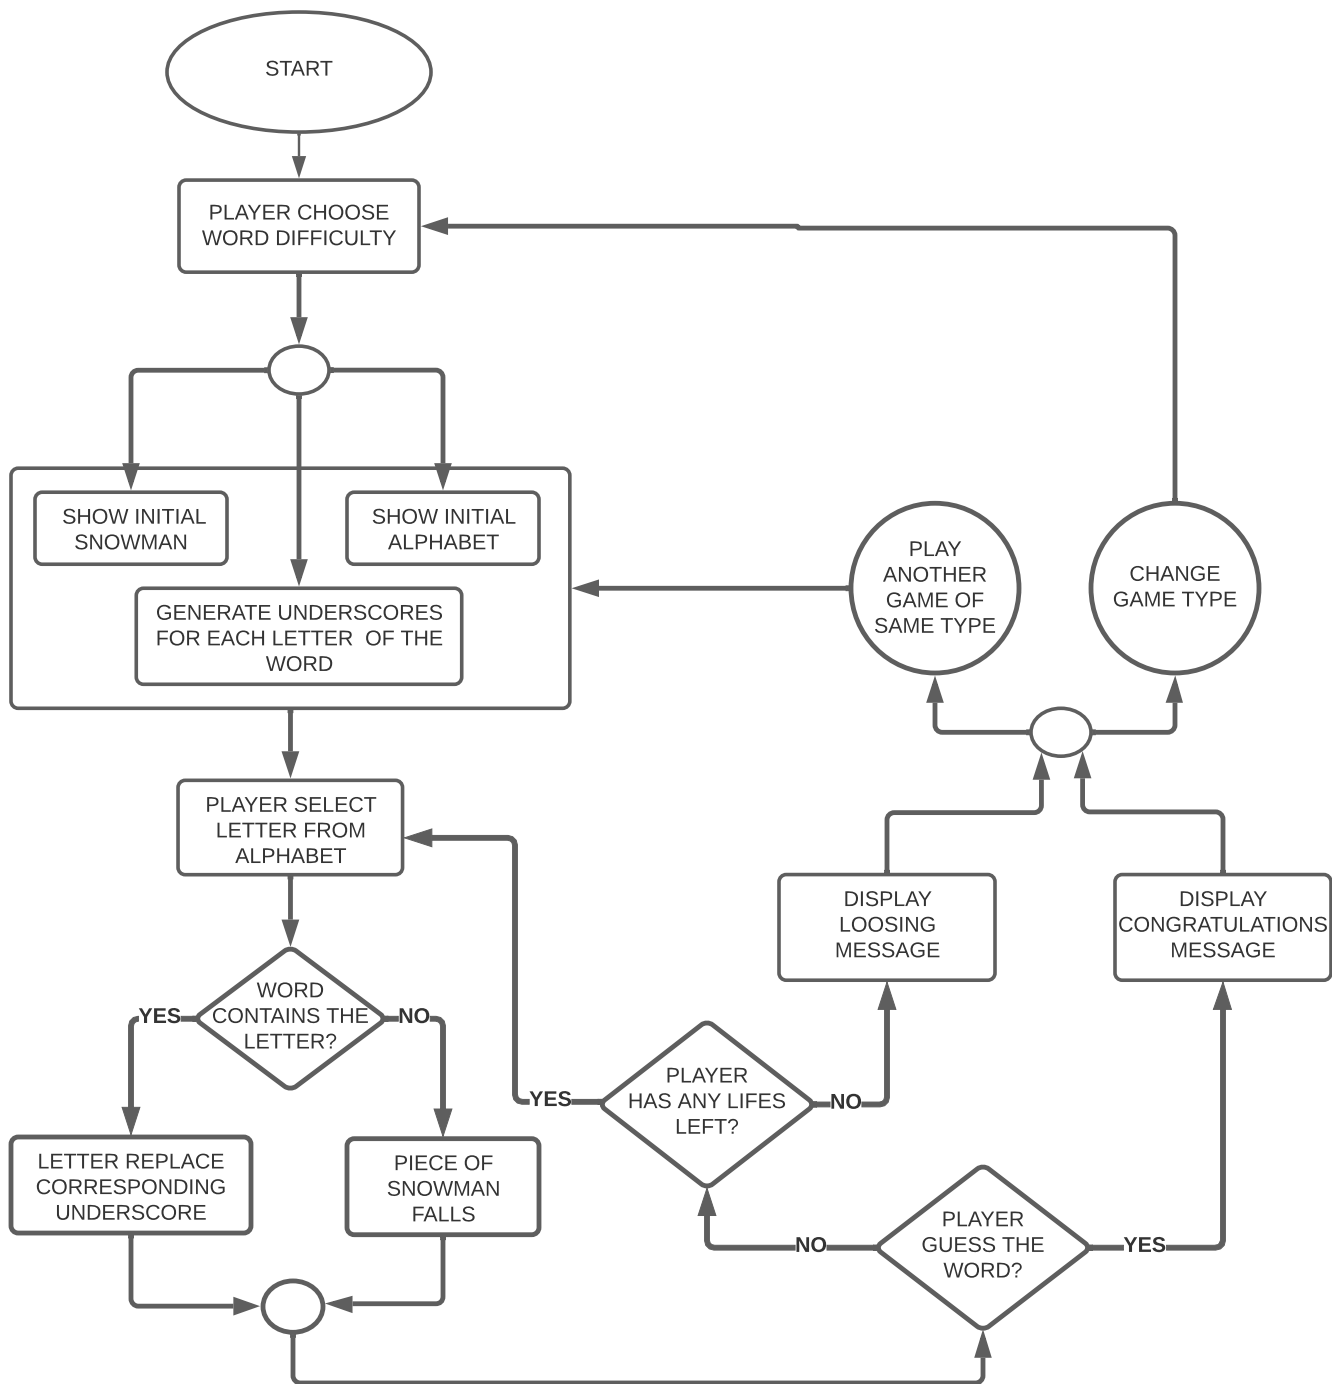 START
PLAYER CHOOSE
WORD DIFFICULTY
SHOW INITIAL
SNOWMAN
SHOW INITIAL
ALPHABET
GENERATE UNDERSCORES
FOR EACH LETTER OF THE
WORD
PLAY
ANOTHER
GAME OF
SAME TYPE
CHANGE
GAME TYPE
PLAYER SELECT
LETTER FROM
ALPHABET
DISPLAY
LOOSING
MESSAGE
DISPLAY
CONGRATULATIONS
MESSAGE
WORD
CONTAINS THE
LETTER?
YES
NO
PLAYER
HAS ANY LIFES
LEFT?
YES
NO
LETTER REPLACE
CORRESPONDING
UNDERSCORE
PIECE OF
SNOWMAN
FALLS
PLAYER
GUESS THE
WORD?
NO
YES